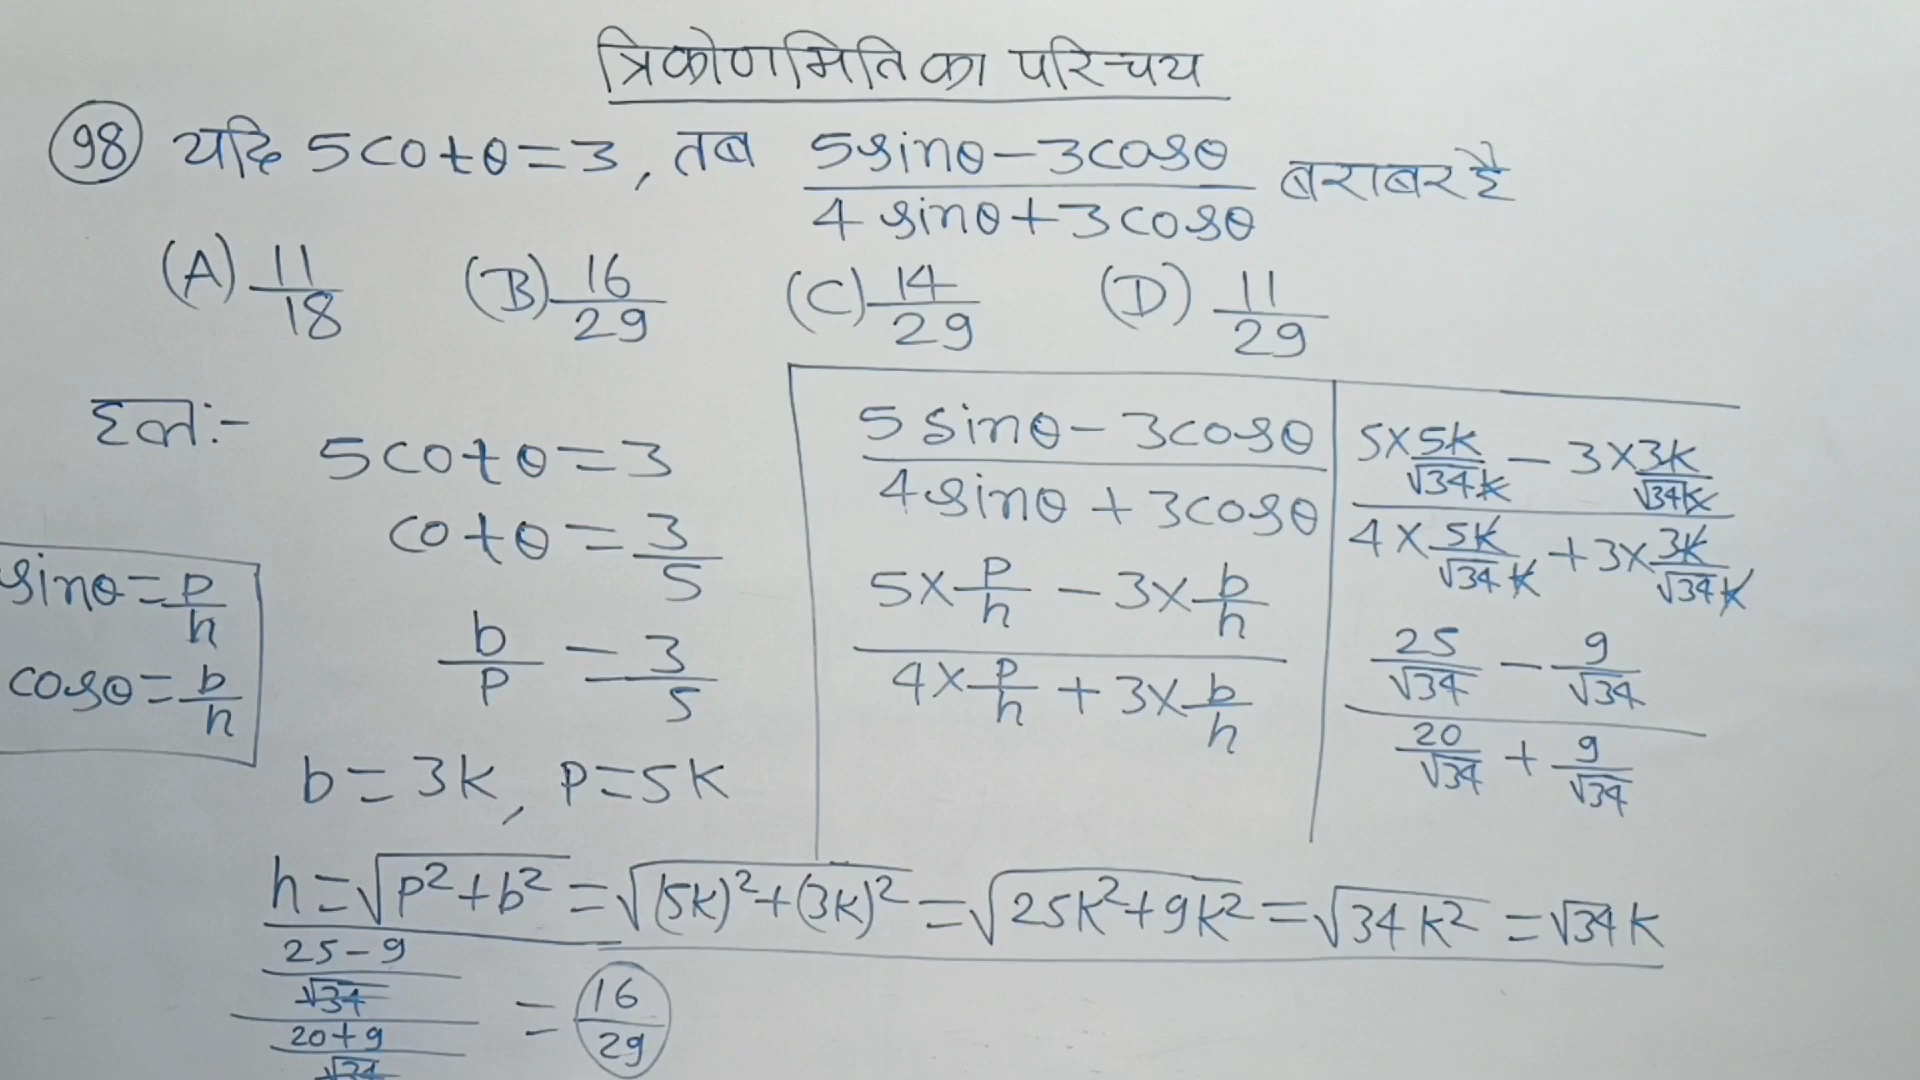 त्रिकोणमिति का परिचय
98 यदि 5cotθ=3, तब (5sinθ-3cosθ)/(4sinθ+3cosθ) बराबर है
(A) 11/18 (B) 16/29 (C) 14/29 (D) 11/29
हल:-
5cotθ=3
cotθ=3/5
b/p=3/5
b=3k, p=5k
sinθ=p/h
cosθ=b/h
(5sinθ-3cosθ)/(4sinθ+3cosθ)
(5×p/h-3×b/h)/(4×p/h+3×b/h)
(5×5k/√34k-3×3k/√34k)/(4×5k/√34k+3×3k/√34k)
(25/√34-9/√34)/(20/√34+9/√34)
h=√(p²+b²)=√((5k)²+(3k)²)=√(25k²+9k²)=√(34k²)=√34k
((25-9)/√34)/((20+9)/√34)=16/29